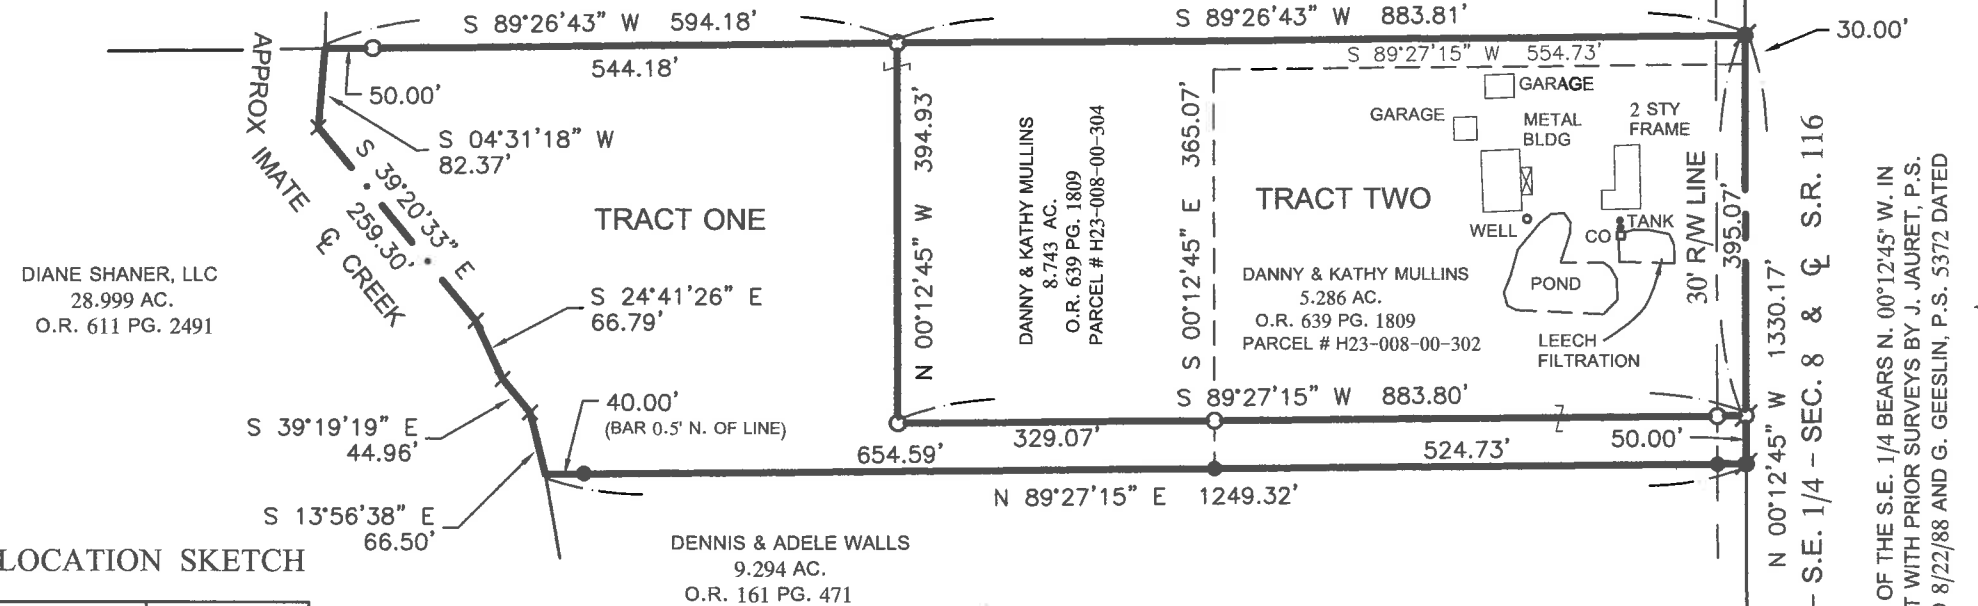 S 89°26'43" W 594.18'
S 89°26'43" W 883.81'
30.00'
544.18'
S 89°27'15" W 554.73'
50.00'
APPROX IMATE ℄ CREEK
S 04°31'18" W
82.37'
S 39°20'33" E
259.30'
TRACT ONE
N 00°12'45" W 394.93'
DANNY & KATHY MULLINS
8.743 AC.
O.R. 639 PG. 1809
PARCEL # H23-008-00-304
S 00°12'45" E 365.07'
GARAGE
GARAGE
METAL
BLDG
2 STY
FRAME
TRACT TWO
WELL
CO
TANK
POND
DANNY & KATHY MULLINS
5.286 AC.
O.R. 639 PG. 1809
PARCEL # H23-008-00-302
LEECH
FILTRATION
30' R/W LINE
395.07'
N 00°12'45" W 1330.17'
- S.E. 1/4 - SEC. 8 & ℄ S.R. 116
OF THE S.E. 1/4 BEARS N. 00°12'45" W. IN
T WITH PRIOR SURVEYS BY J. JAURET, P.S.
8/22/88 AND G. GEESLIN, P.S. 5372 DATED
DIANE SHANER, LLC
28.999 AC.
O.R. 611 PG. 2491
S 24°41'26" E
66.79'
S 39°19'19" E
44.96'
40.00'
(BAR 0.5' N. OF LINE)
S 89°27'15" W 883.80'
654.59'
329.07'
524.73'
50.00'
N 89°27'15" E 1249.32'
S 13°56'38" E
66.50'
DENNIS & ADELE WALLS
9.294 AC.
O.R. 161 PG. 471
LOCATION SKETCH